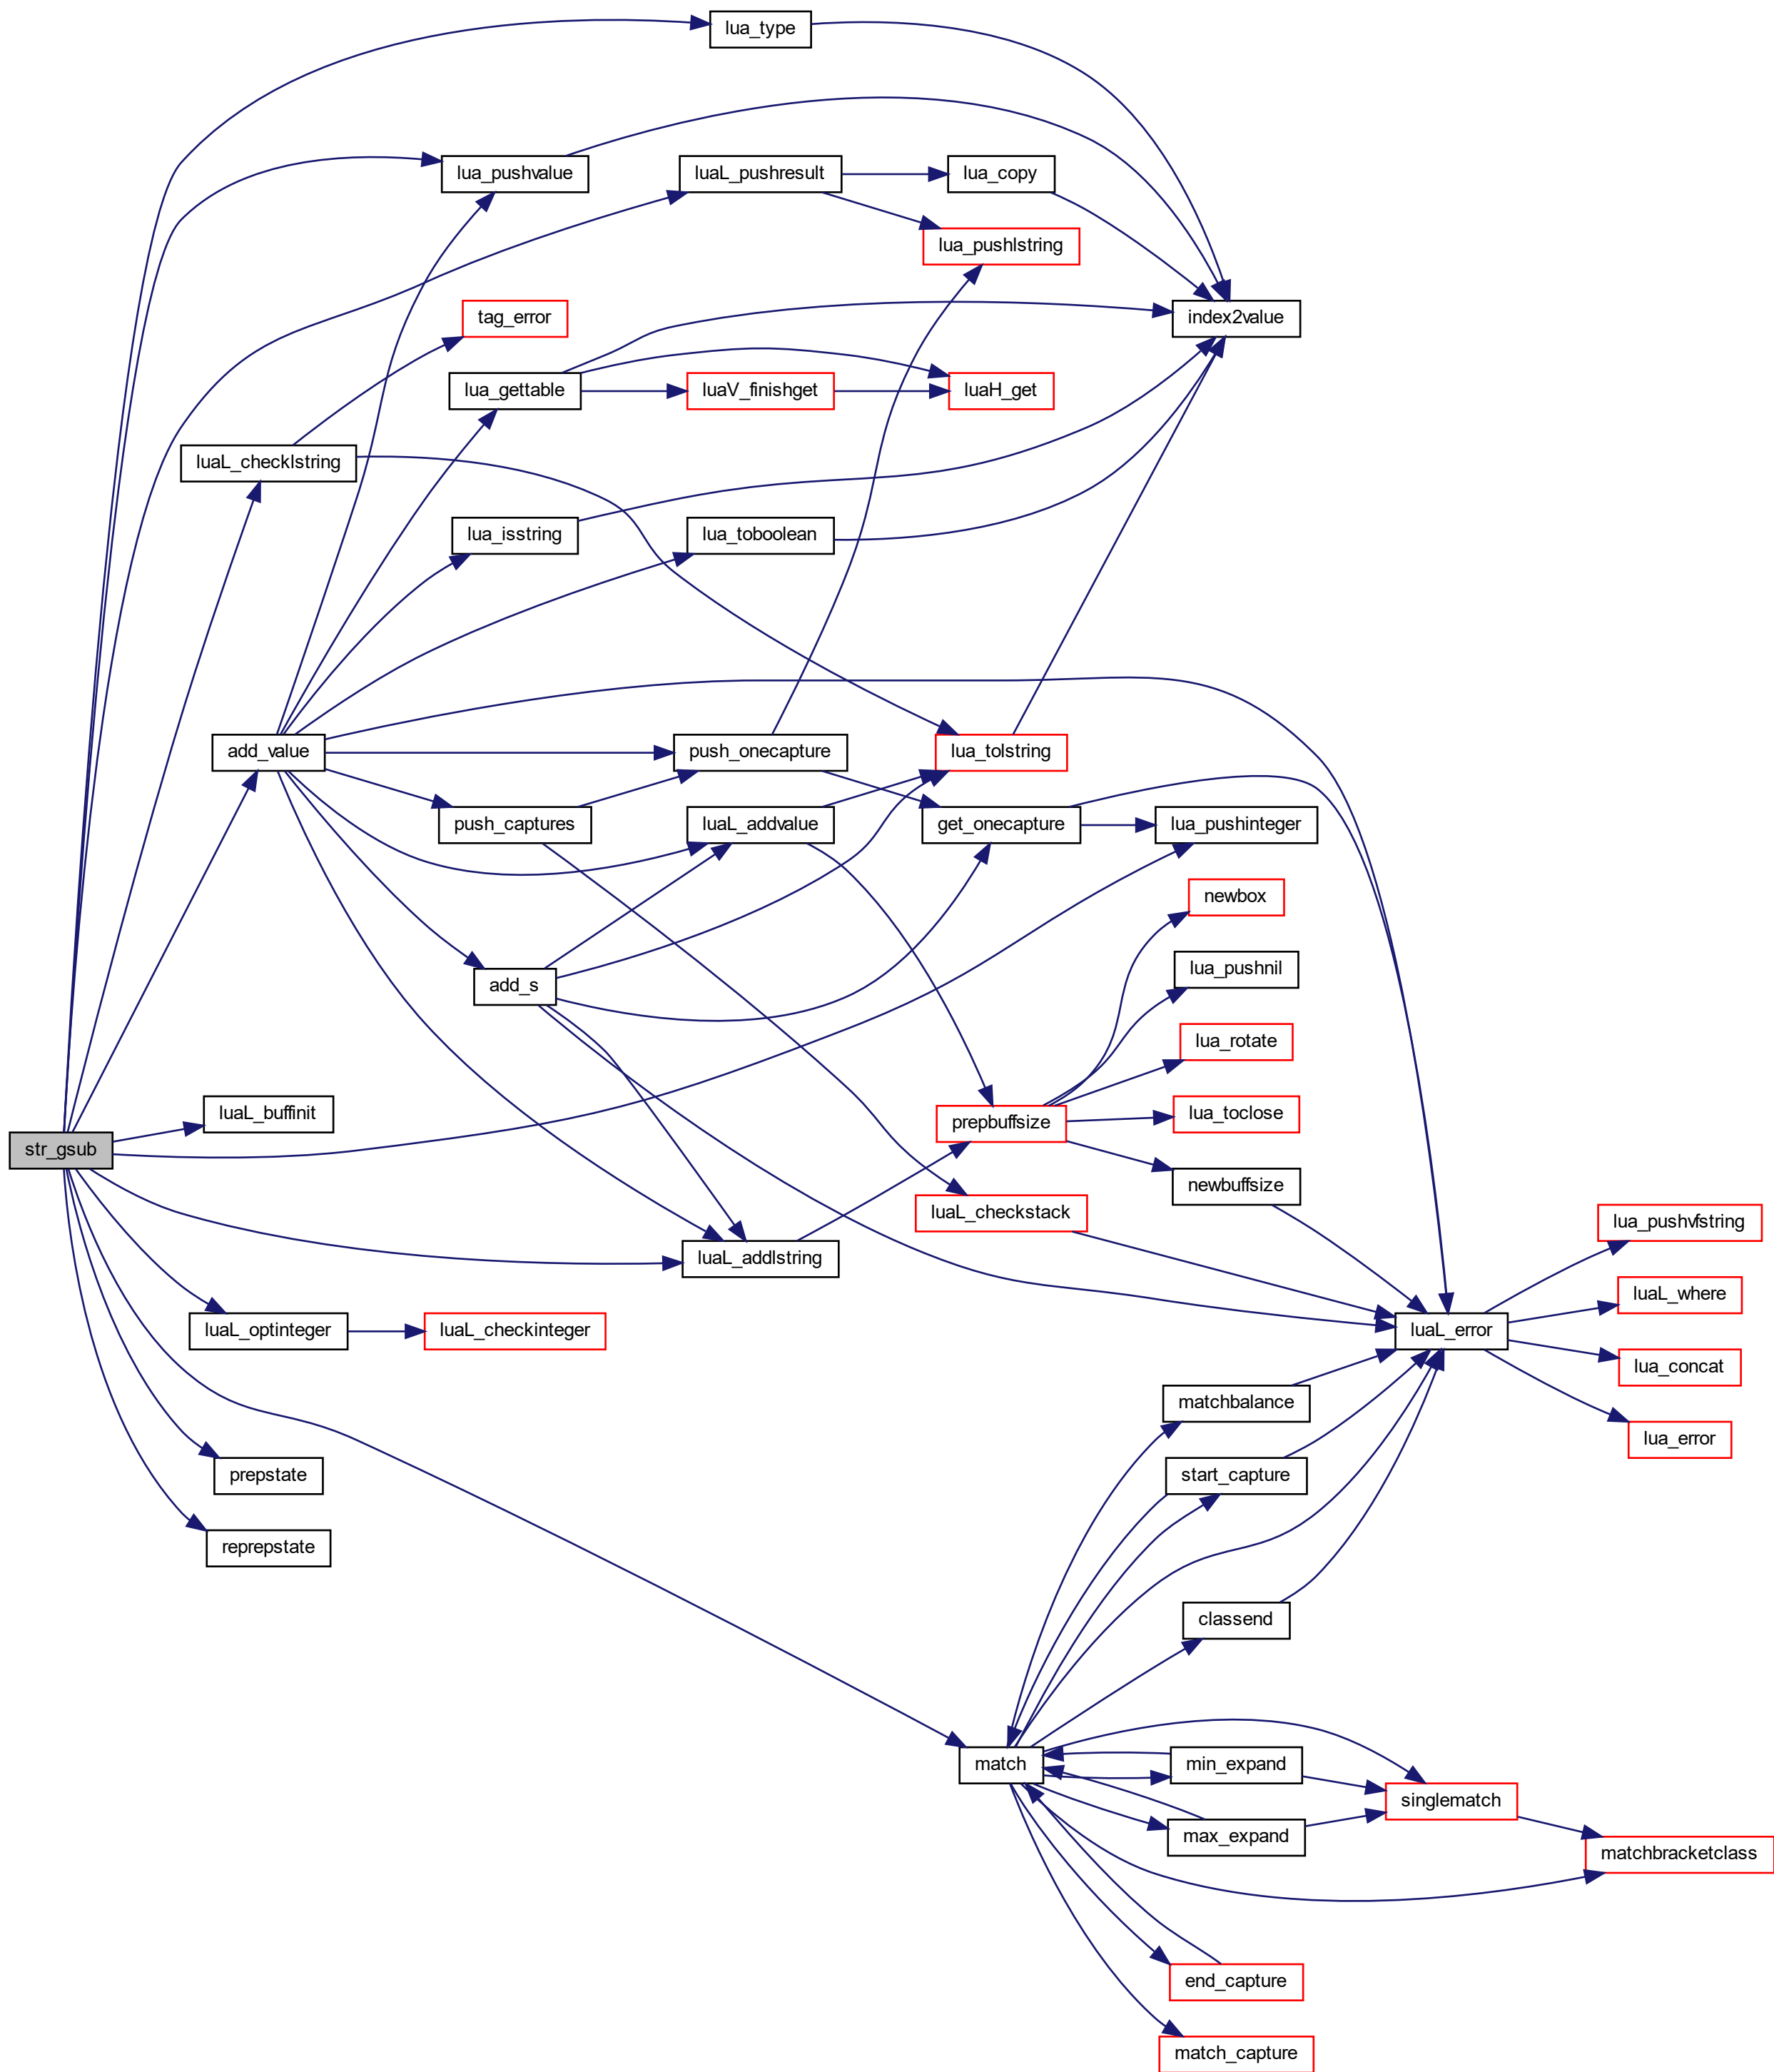 lua_type
lua_pushvalue
luaL_pushresult
lua_copy
lua_pushlstring
tag_error
index2value
lua_gettable
luaV_finishget
luaH_get
luaL_checklstring
lua_isstring
lua_toboolean
add_value
push_onecapture
lua_tolstring
push_captures
luaL_addvalue
get_onecapture
lua_pushinteger
newbox
add_s
lua_pushnil
lua_rotate
luaL_buffinit
prepbuffsize
lua_toclose
str_gsub
newbuffsize
luaL_checkstack
lua_pushvfstring
luaL_addlstring
luaL_where
luaL_optinteger
luaL_checkinteger
luaL_error
lua_concat
matchbalance
lua_error
prepstate
start_capture
reprepstate
classend
match
min_expand
singlematch
max_expand
matchbracketclass
end_capture
match_capture